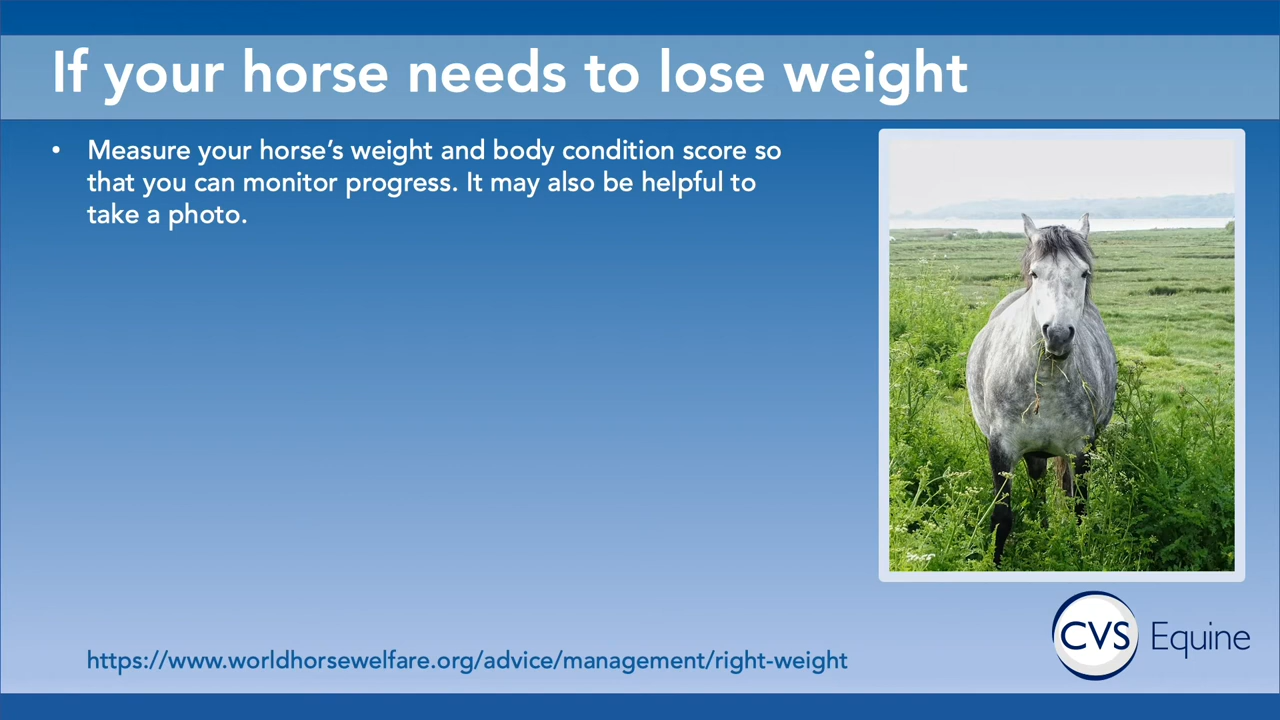 If your horse needs to lose weight
• Measure your horse’s weight and body condition score so
that you can monitor progress. It may also be helpful to
take a photo.
https://www.worldhorsewelfare.org/advice/management/right-weight
CVS Equine